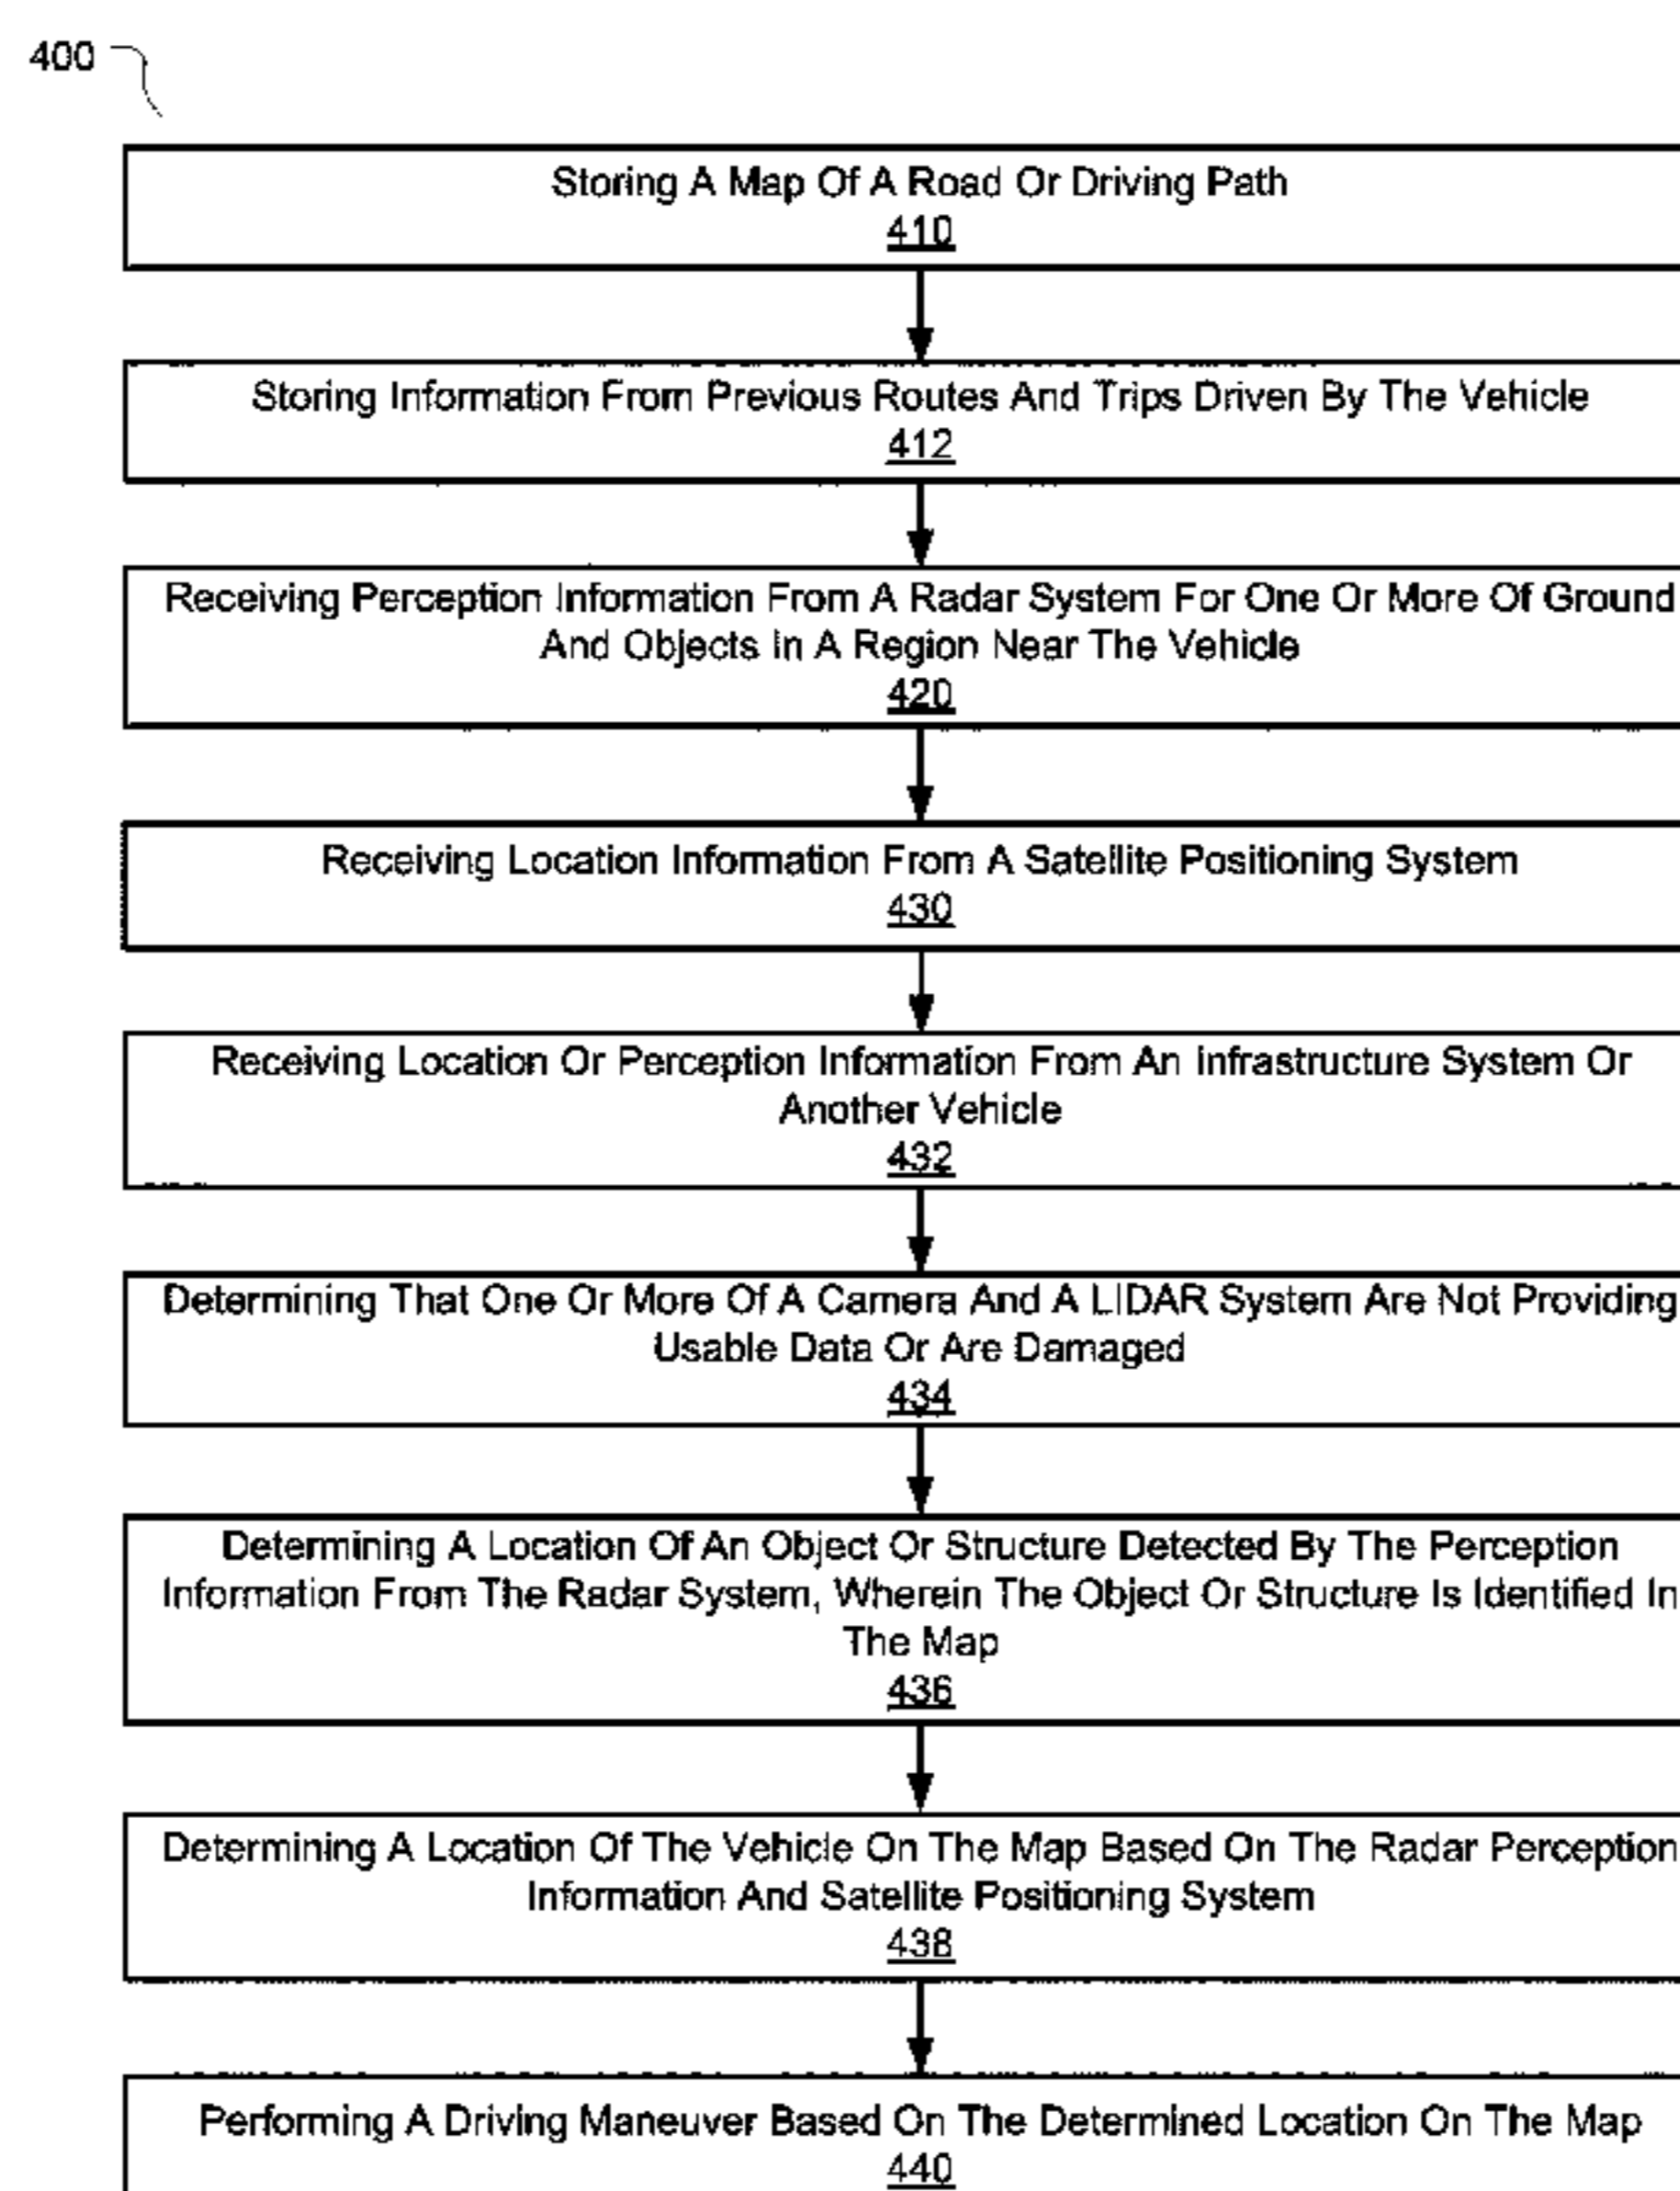 400
Storing A Map Of A Road Or Driving Path
410
Storing Information From Previous Routes And Trips Driven By The Vehicle
412
Receiving Perception Information From A Radar System For One Or More Of Ground
And Objects In A Region Near The Vehicle
420
Receiving Location Information From A Satellite Positioning System
430
Receiving Location Or Perception Information From An Infrastructure System Or
Another Vehicle
432
Determining That One Or More Of A Camera And A LIDAR System Are Not Providing
Usable Data Or Are Damaged
434
Determining A Location Of An Object Or Structure Detected By The Perception
Information From The Radar System, Wherein The Object Or Structure Is Identified In
The Map
436
Determining A Location Of The Vehicle On The Map Based On The Radar Perception
Information And Satellite Positioning System
438
Performing A Driving Maneuver Based On The Determined Location On The Map
440